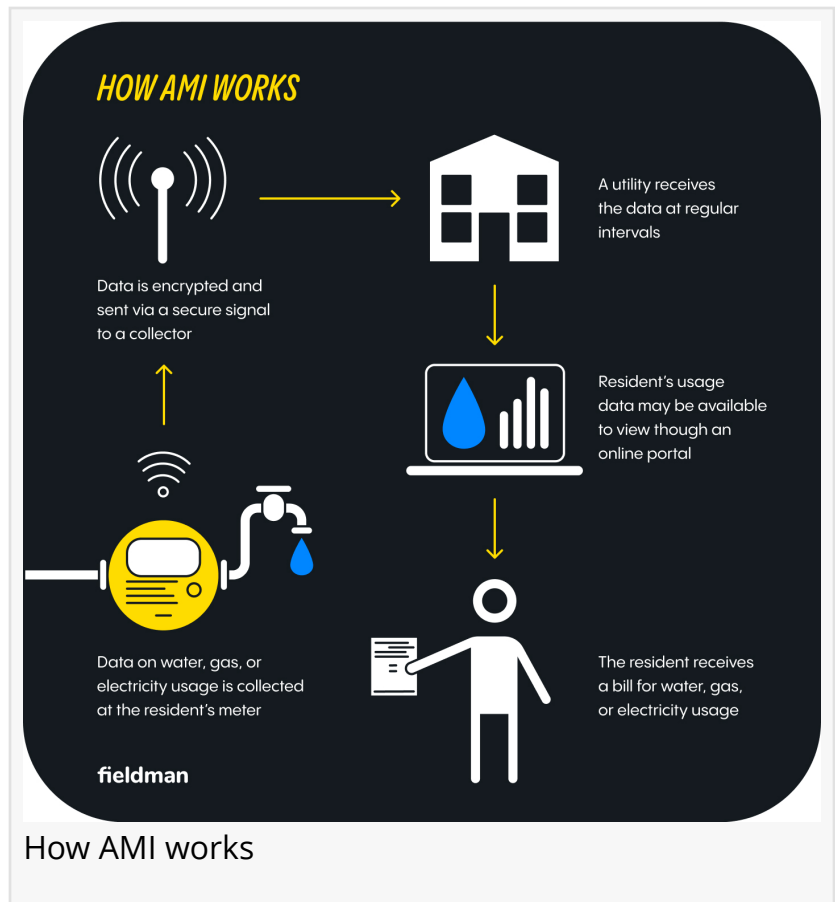 HOW AMI WORKS
Data is encrypted and
sent via a secure signal
to a collector
A utility receives
the data at regular
intervals
Resident's usage
data may be available
to view though an
online portal
Data on water, gas, or
electricity usage is collected
at the resident's meter
The resident receives
a bill for water, gas,
or electricity usage
fieldman
How AMI works